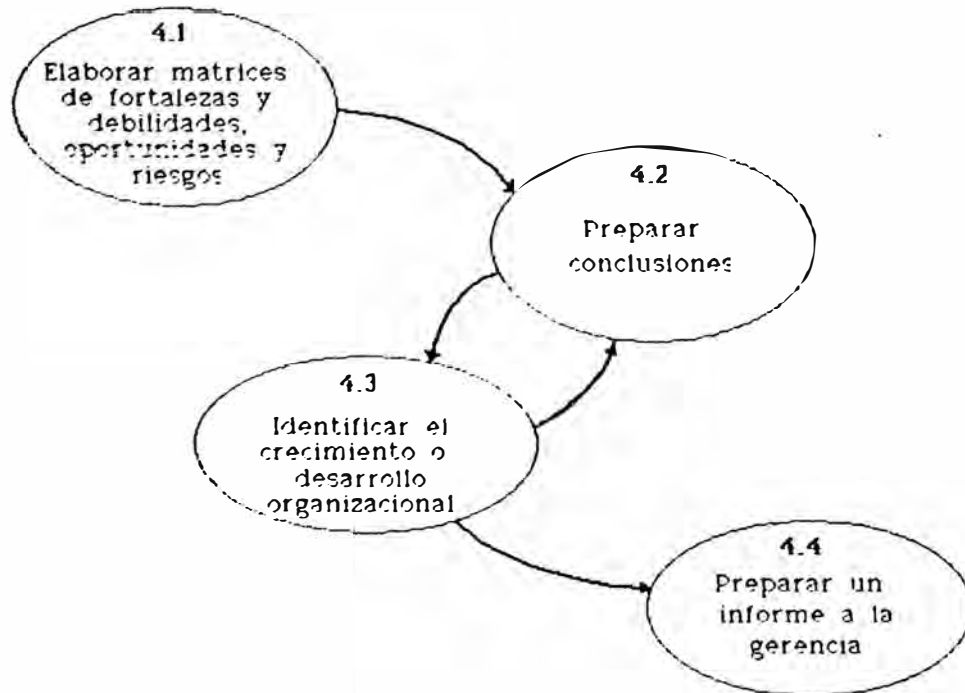 4.1
Elaborar matrices
de fortalezas y
debilidades,
oportunidades y
riesgos
4.2
Preparar
conclusiones
4.3
Identificar el
crecimiento o
desarrollo
organizacional
4.4
Preparar un
informe a la
gerencia